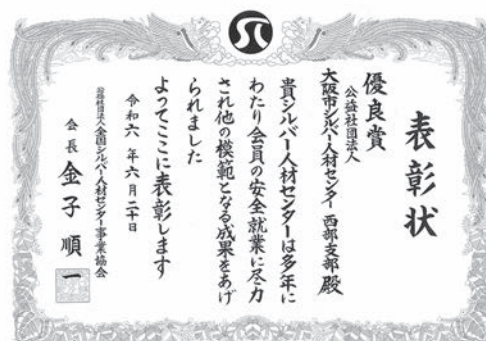 表彰状
優良賞
公益社団法人
大阪市シルバー人材センター 西部支部 殿
貴シルバー人材センターは多年に
わたり会員の安全就業に尽力
され他の模範となる成果をあげ
られました
よってここに表彰します
令和六年六月二十日
公益社団法人全国シルバー人材センター事業協会
会長 金子順一